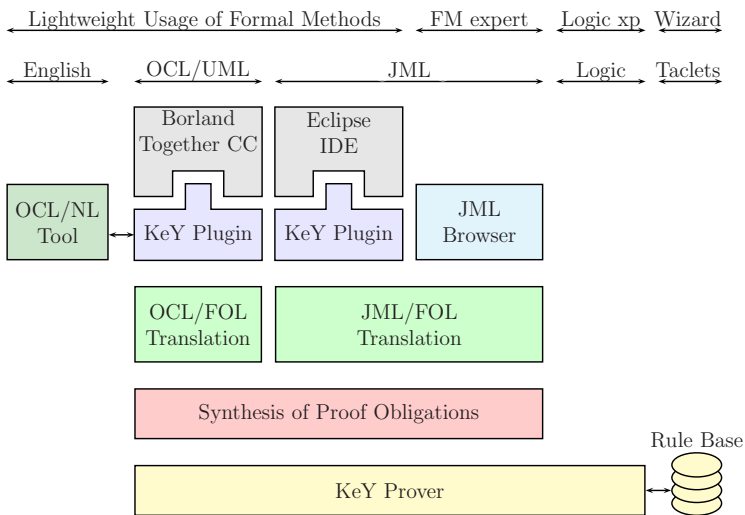 Lightweight Usage of Formal Methods FM expert Logic xp Wizard
English OCL/UML JML Logic Taclets
Borland
Together CC
Eclipse
IDE
OCL/NL
Tool
KeY Plugin
KeY Plugin
JML
Browser
OCL/FOL
Translation
JML/FOL
Translation
Synthesis of Proof Obligations
Rule Base
KeY Prover